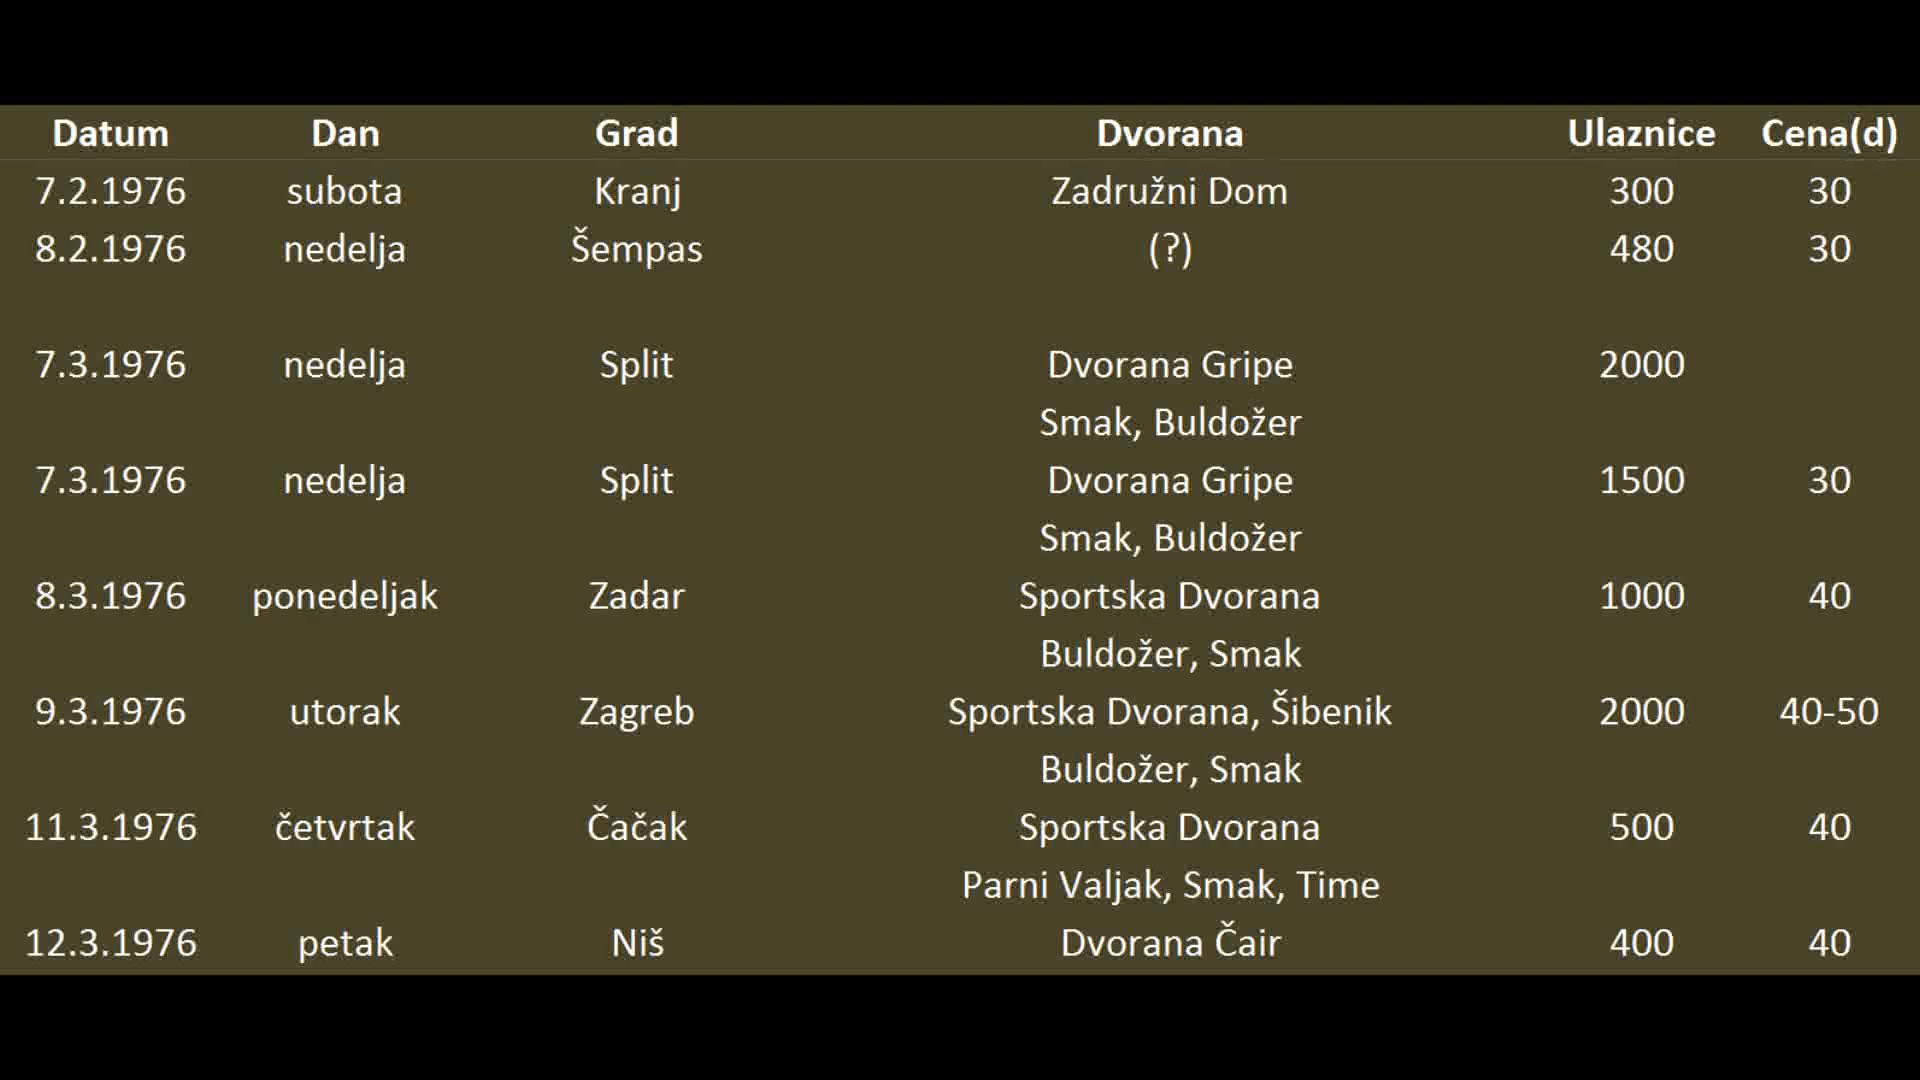 Datum Dan Grad Dvorana Ulaznice Cena(d)
7.2.1976 subota Kranj Zadružni Dom 300 30
8.2.1976 nedelja Šempas (?) 480 30
7.3.1976 nedelja Split Dvorana Gripe 2000
Smak, Buldožer
7.3.1976 nedelja Split Dvorana Gripe 1500 30
Smak, Buldožer
8.3.1976 ponedeljak Zadar Sportska Dvorana 1000 40
Buldožer, Smak
9.3.1976 utorak Zagreb Sportska Dvorana, Šibenik 2000 40-50
Buldožer, Smak
11.3.1976 četvrtak Čačak Sportska Dvorana 500 40
Parni Valjak, Smak, Time
12.3.1976 petak Niš Dvorana Čair 400 40